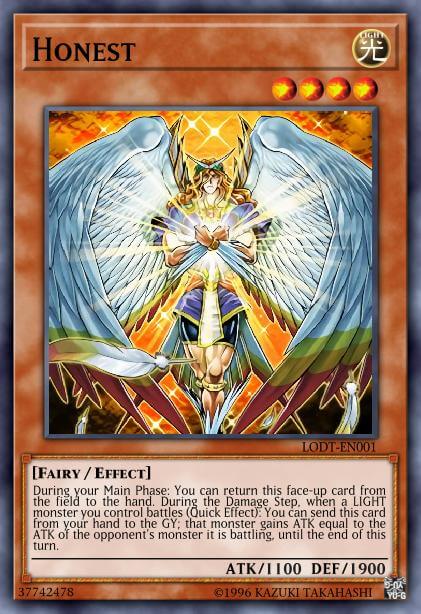 HONEST
LIGHT
光
LODT-EN001
[FAIRY / EFFECT]
During your Main Phase: You can return this face-up card from
the field to the hand. During the Damage Step, when a LIGHT
monster you control battles (Quick Effect): You can send this
card from your hand to the GY; that monster gains ATK equal to the
ATK of the opponent's monster it is battling, until the end of this
turn.
ATK/1100 DEF/1900
37742478
©1996 KAZUKI TAKAHASHI